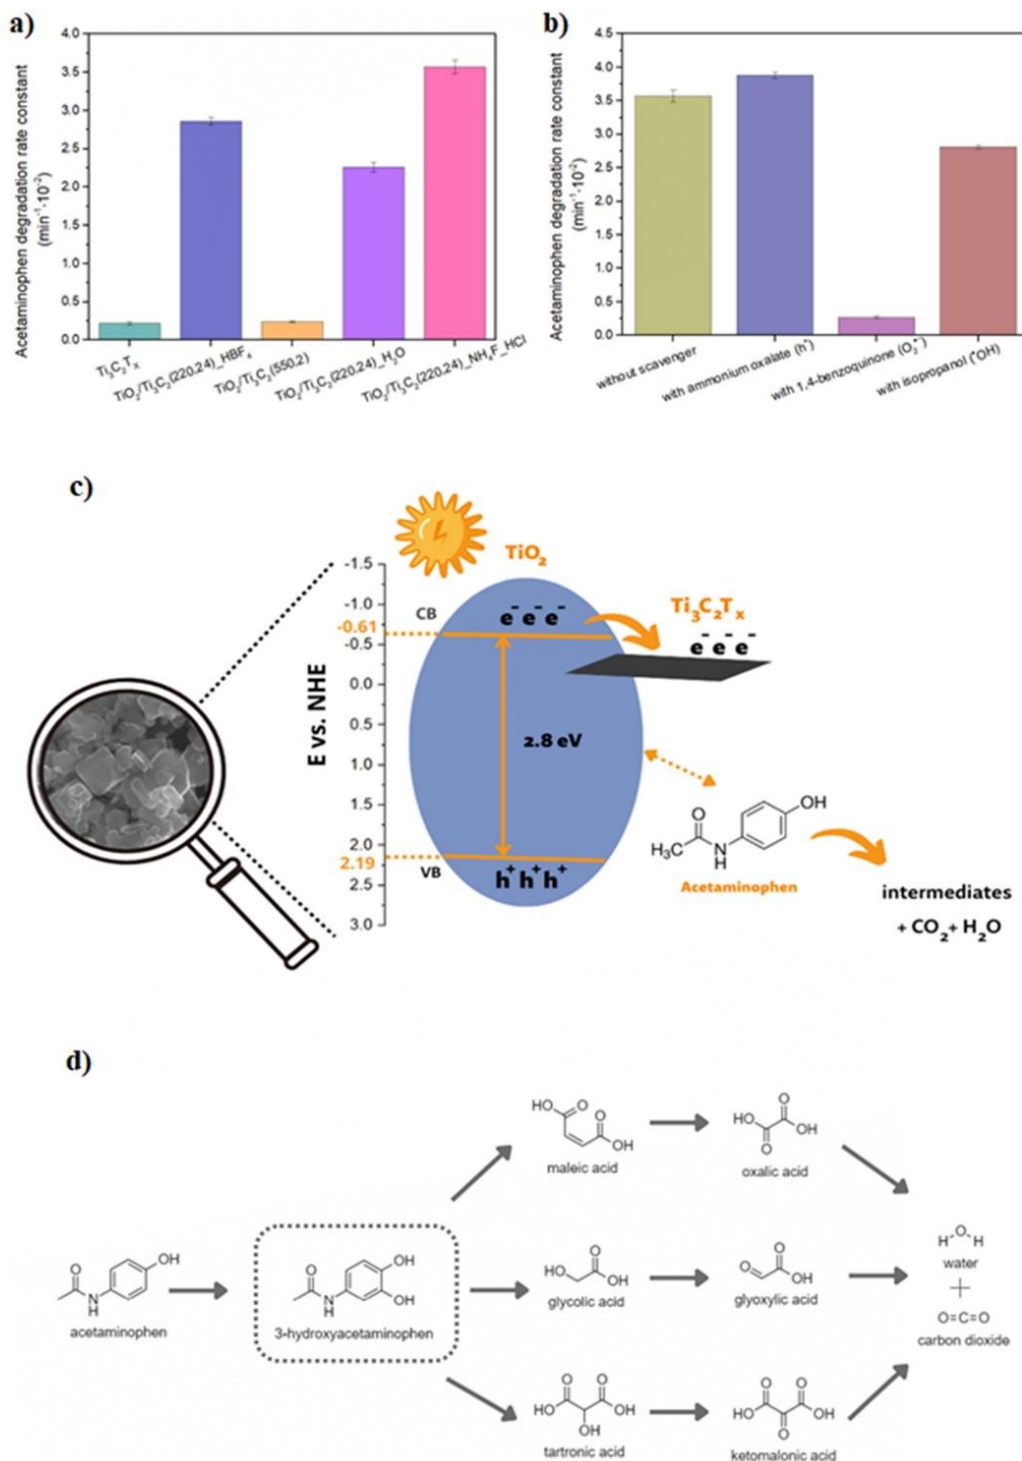 a)
Acetaminophen degradation rate constant
(min⁻¹·10⁻²)
4.0
3.5
3.0
2.5
2.0
1.5
1.0
0.5
0.0
Ti₃C₂Tₓ
TiO₂/Ti₃C₂(220.24)_HBF₄
TiO₂/Ti₃C₂(550.2)
TiO₂/Ti₃C₂(220.24)_H₂O
TiO₂/Ti₃C₂(220.24)_NH₄F_HCl
b)
Acetaminophen degradation rate constant
(min⁻¹·10⁻²)
4.5
4.0
3.5
3.0
2.5
2.0
1.5
1.0
0.5
0.0
without scavenger
with ammonium oxalate (h⁺)
with 1,4-benzoquinone (O₂•⁻)
with isopropanol (•OH)
c)
E vs. NHE
-1.5
-1.0
-0.61
-0.5
0.0
0.5
1.0
1.5
2.0
2.19
2.5
3.0
CB
VB
TiO₂
e⁻ e⁻ e⁻
Ti₃C₂Tₓ
e⁻ e⁻ e⁻
2.8 eV
h⁺ h⁺ h⁺
O
OH
H₃C
N
H
Acetaminophen
intermediates
+ CO₂ + H₂O
d)
O
OH
N
H
acetaminophen
O
OH
OH
N
H
3-hydroxyacetaminophen
HO
O
O
OH
maleic acid
O
HO
OH
O
oxalic acid
O
HO
OH
glycolic acid
O
O
OH
glyoxylic acid
O
O
HO
OH
OH
tartronic acid
O
O
HO
OH
O
ketomalonic acid
H
O
H
water
+
O=C=O
carbon dioxide